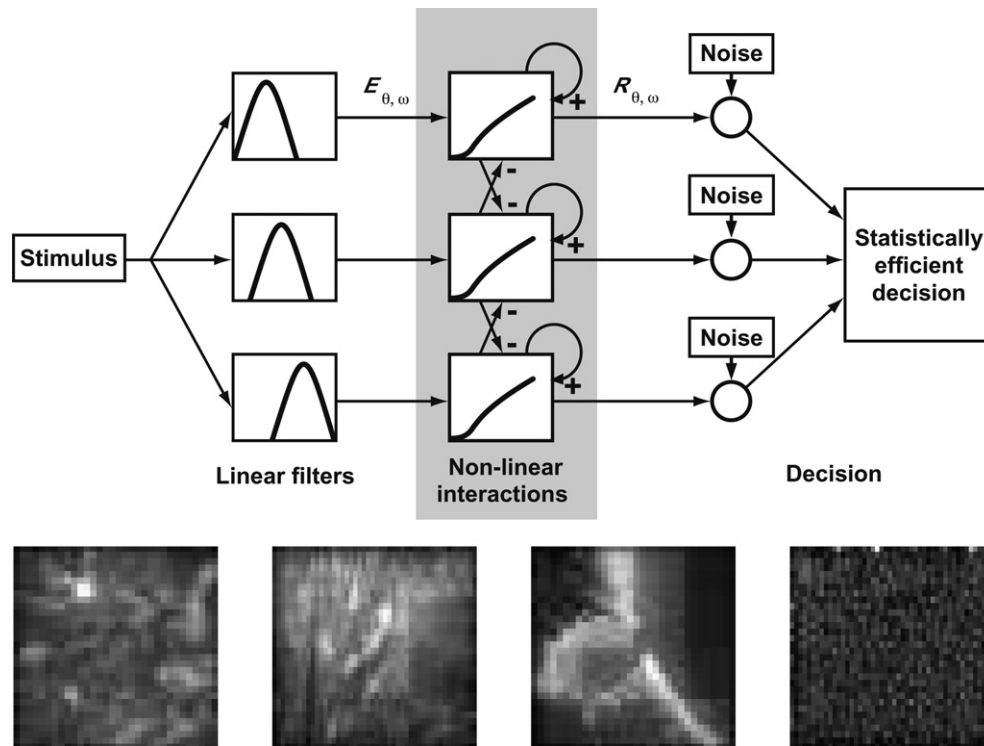 Noise
E θ, ω
R θ, ω
+
-
-
Noise
Stimulus
+
Statistically
efficient
decision
-
-
Noise
+
Linear filters
Non-linear
interactions
Decision